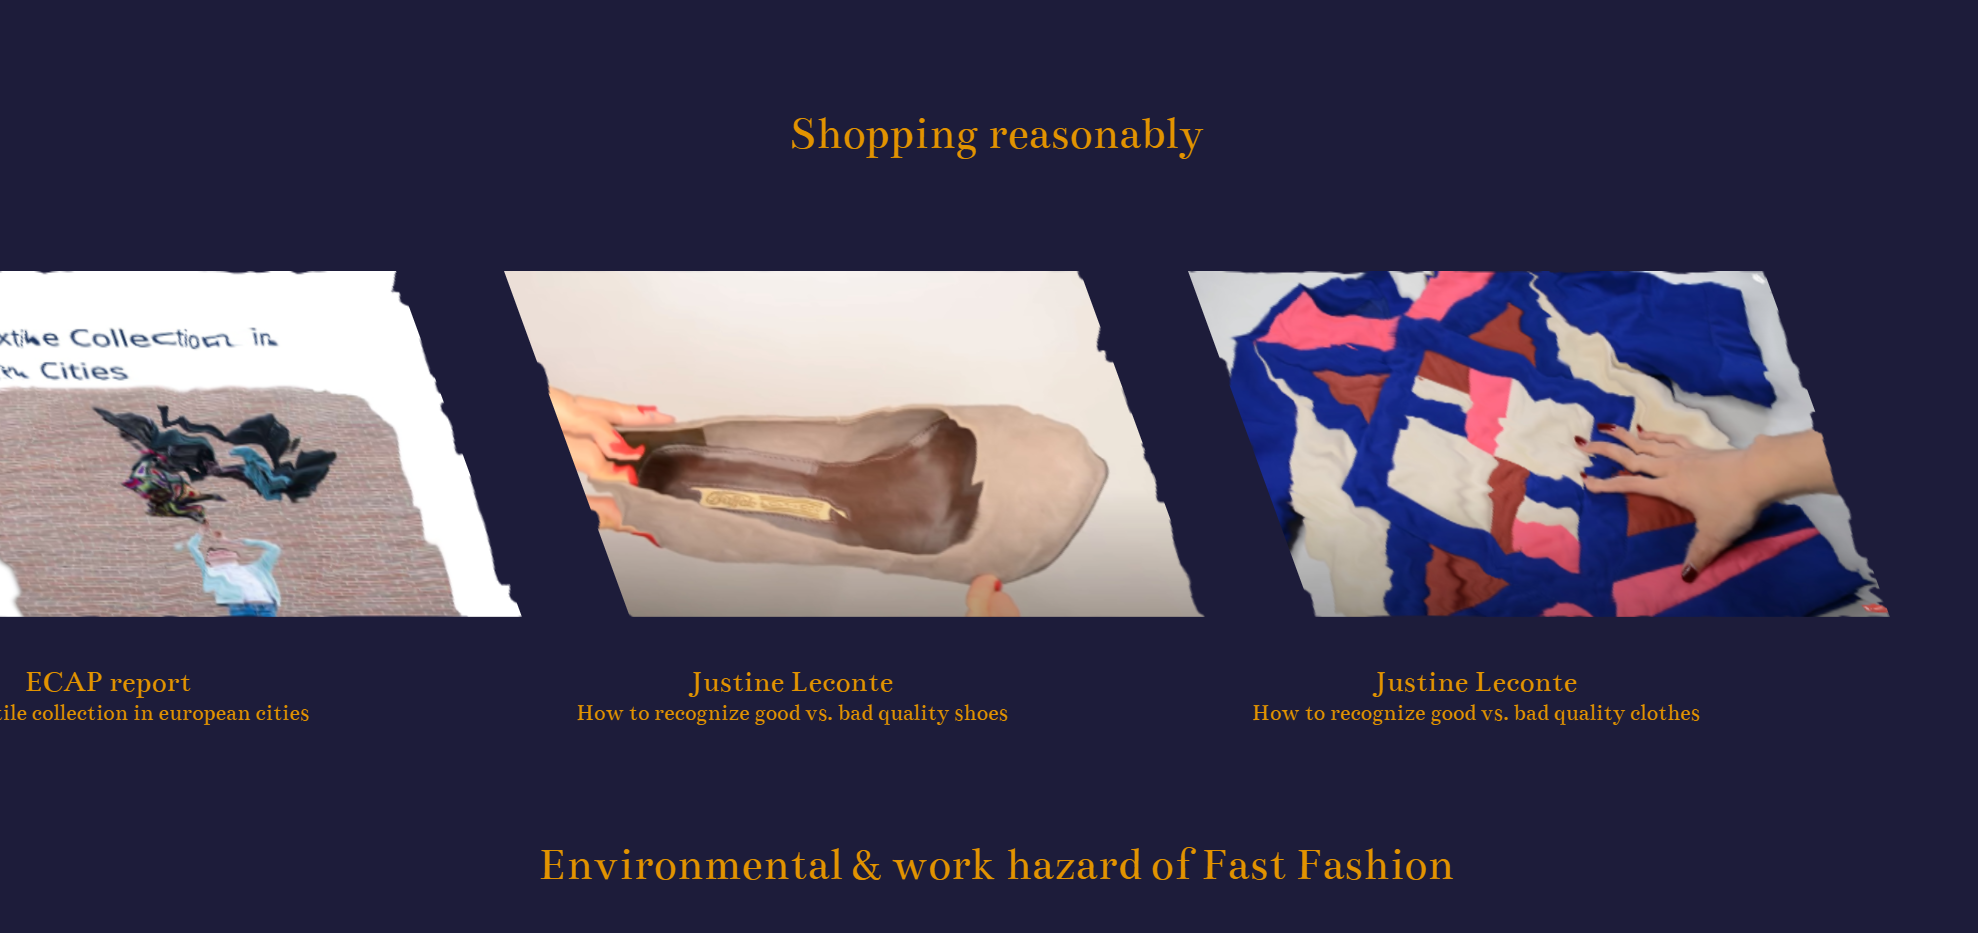 Shopping reasonably
Collection in
Cities
ECAP report
tile collection in european cities
Justine Leconte
How to recognize good vs. bad quality shoes
Justine Leconte
How to recognize good vs. bad quality clothes
Environmental & work hazard of Fast Fashion